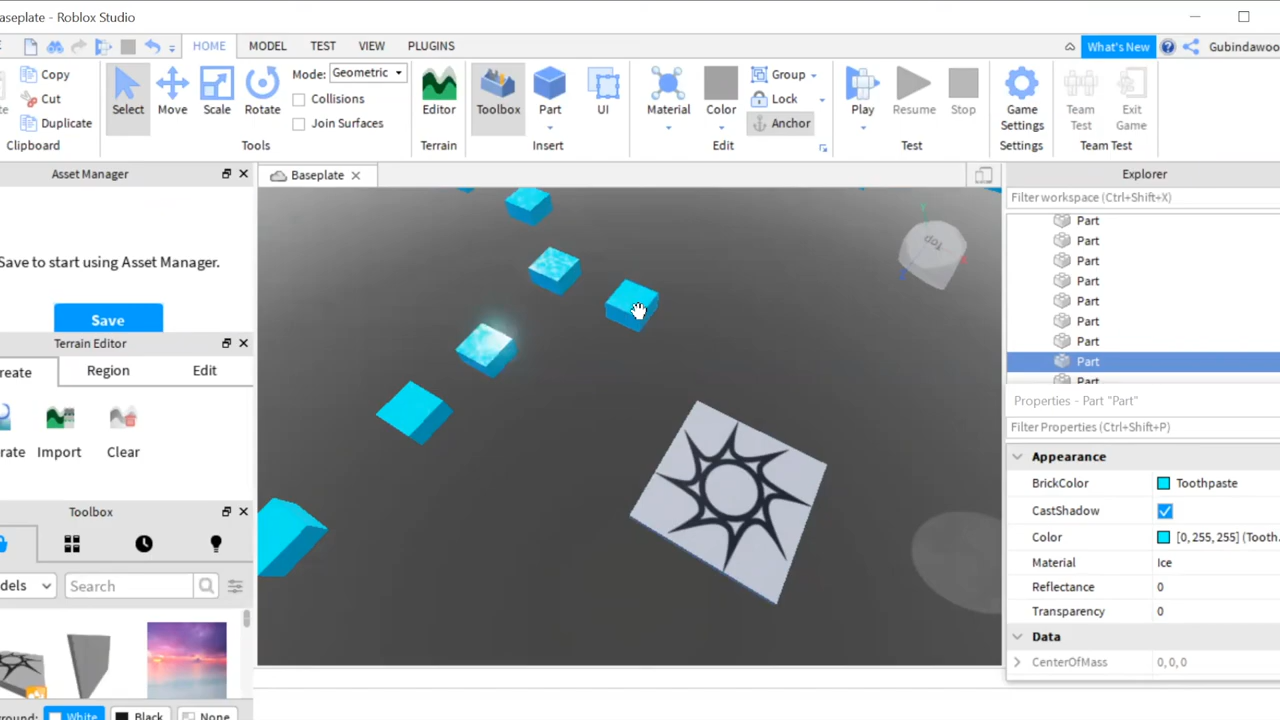 aseplate - Roblox Studio
HOME MODEL TEST VIEW PLUGINS
What's New
Gubindawoo
Copy
Cut
Duplicate
Clipboard
Select
Move
Scale
Rotate
Mode: Geometric
Collisions
Join Surfaces
Tools
Editor
Terrain
Toolbox
Part
UI
Insert
Material
Color
Group
Lock
Anchor
Edit
Play
Resume
Stop
Test
Game
Settings
Settings
Team
Test
Exit
Game
Team Test
Asset Manager
Save to start using Asset Manager.
Save
Terrain Editor
reate Region Edit
rate Import Clear
Toolbox
dels Search
round: White Black None
Baseplate
Top
Explorer
Filter workspace (Ctrl+Shift+X)
Part
Part
Part
Part
Part
Part
Part
Part
Part
Properties - Part "Part"
Filter Properties (Ctrl+Shift+P)
Appearance
BrickColor Toothpaste
CastShadow
Color [0, 255, 255] (Tooth...
Material Ice
Reflectance 0
Transparency 0
Data
CenterOfMass 0, 0, 0